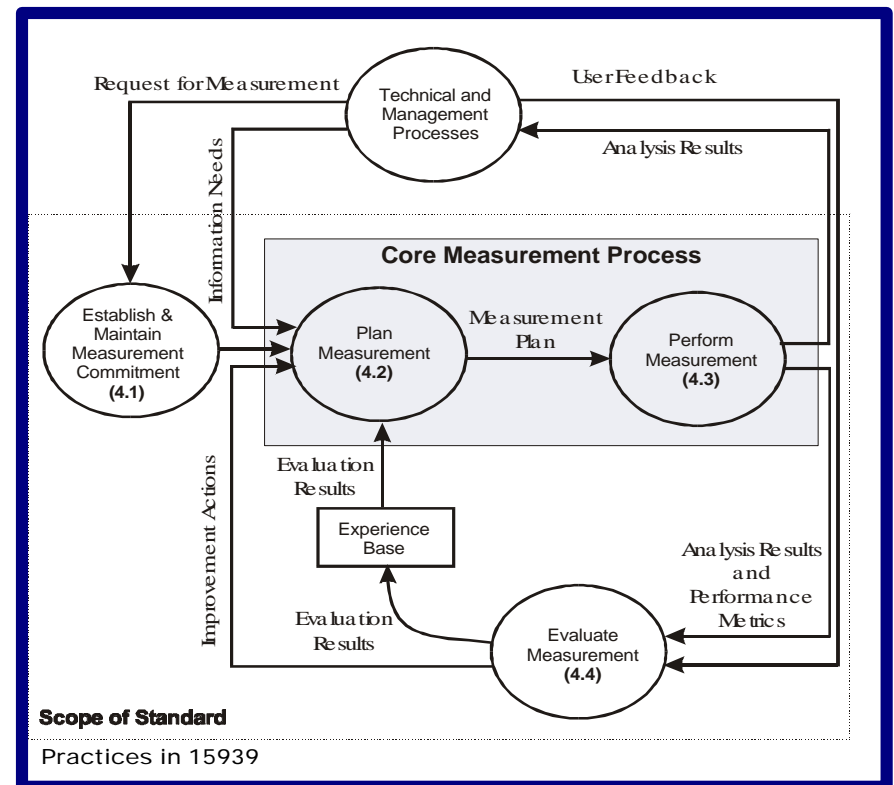 Request for Measurement
User Feedback
Technical and
Management
Processes
Analysis Results
Information Needs
Core Measurement Process
Establish &
Maintain
Measurement
Commitment
(4.1)
Plan
Measurement
(4.2)
Measurement
Plan
Perform
Measurement
(4.3)
Evaluation
Results
Improvement Actions
Experience
Base
Analysis Results
and
Performance
Metrics
Evaluation
Results
Evaluate
Measurement
(4.4)
Scope of Standard
Practices in 15939